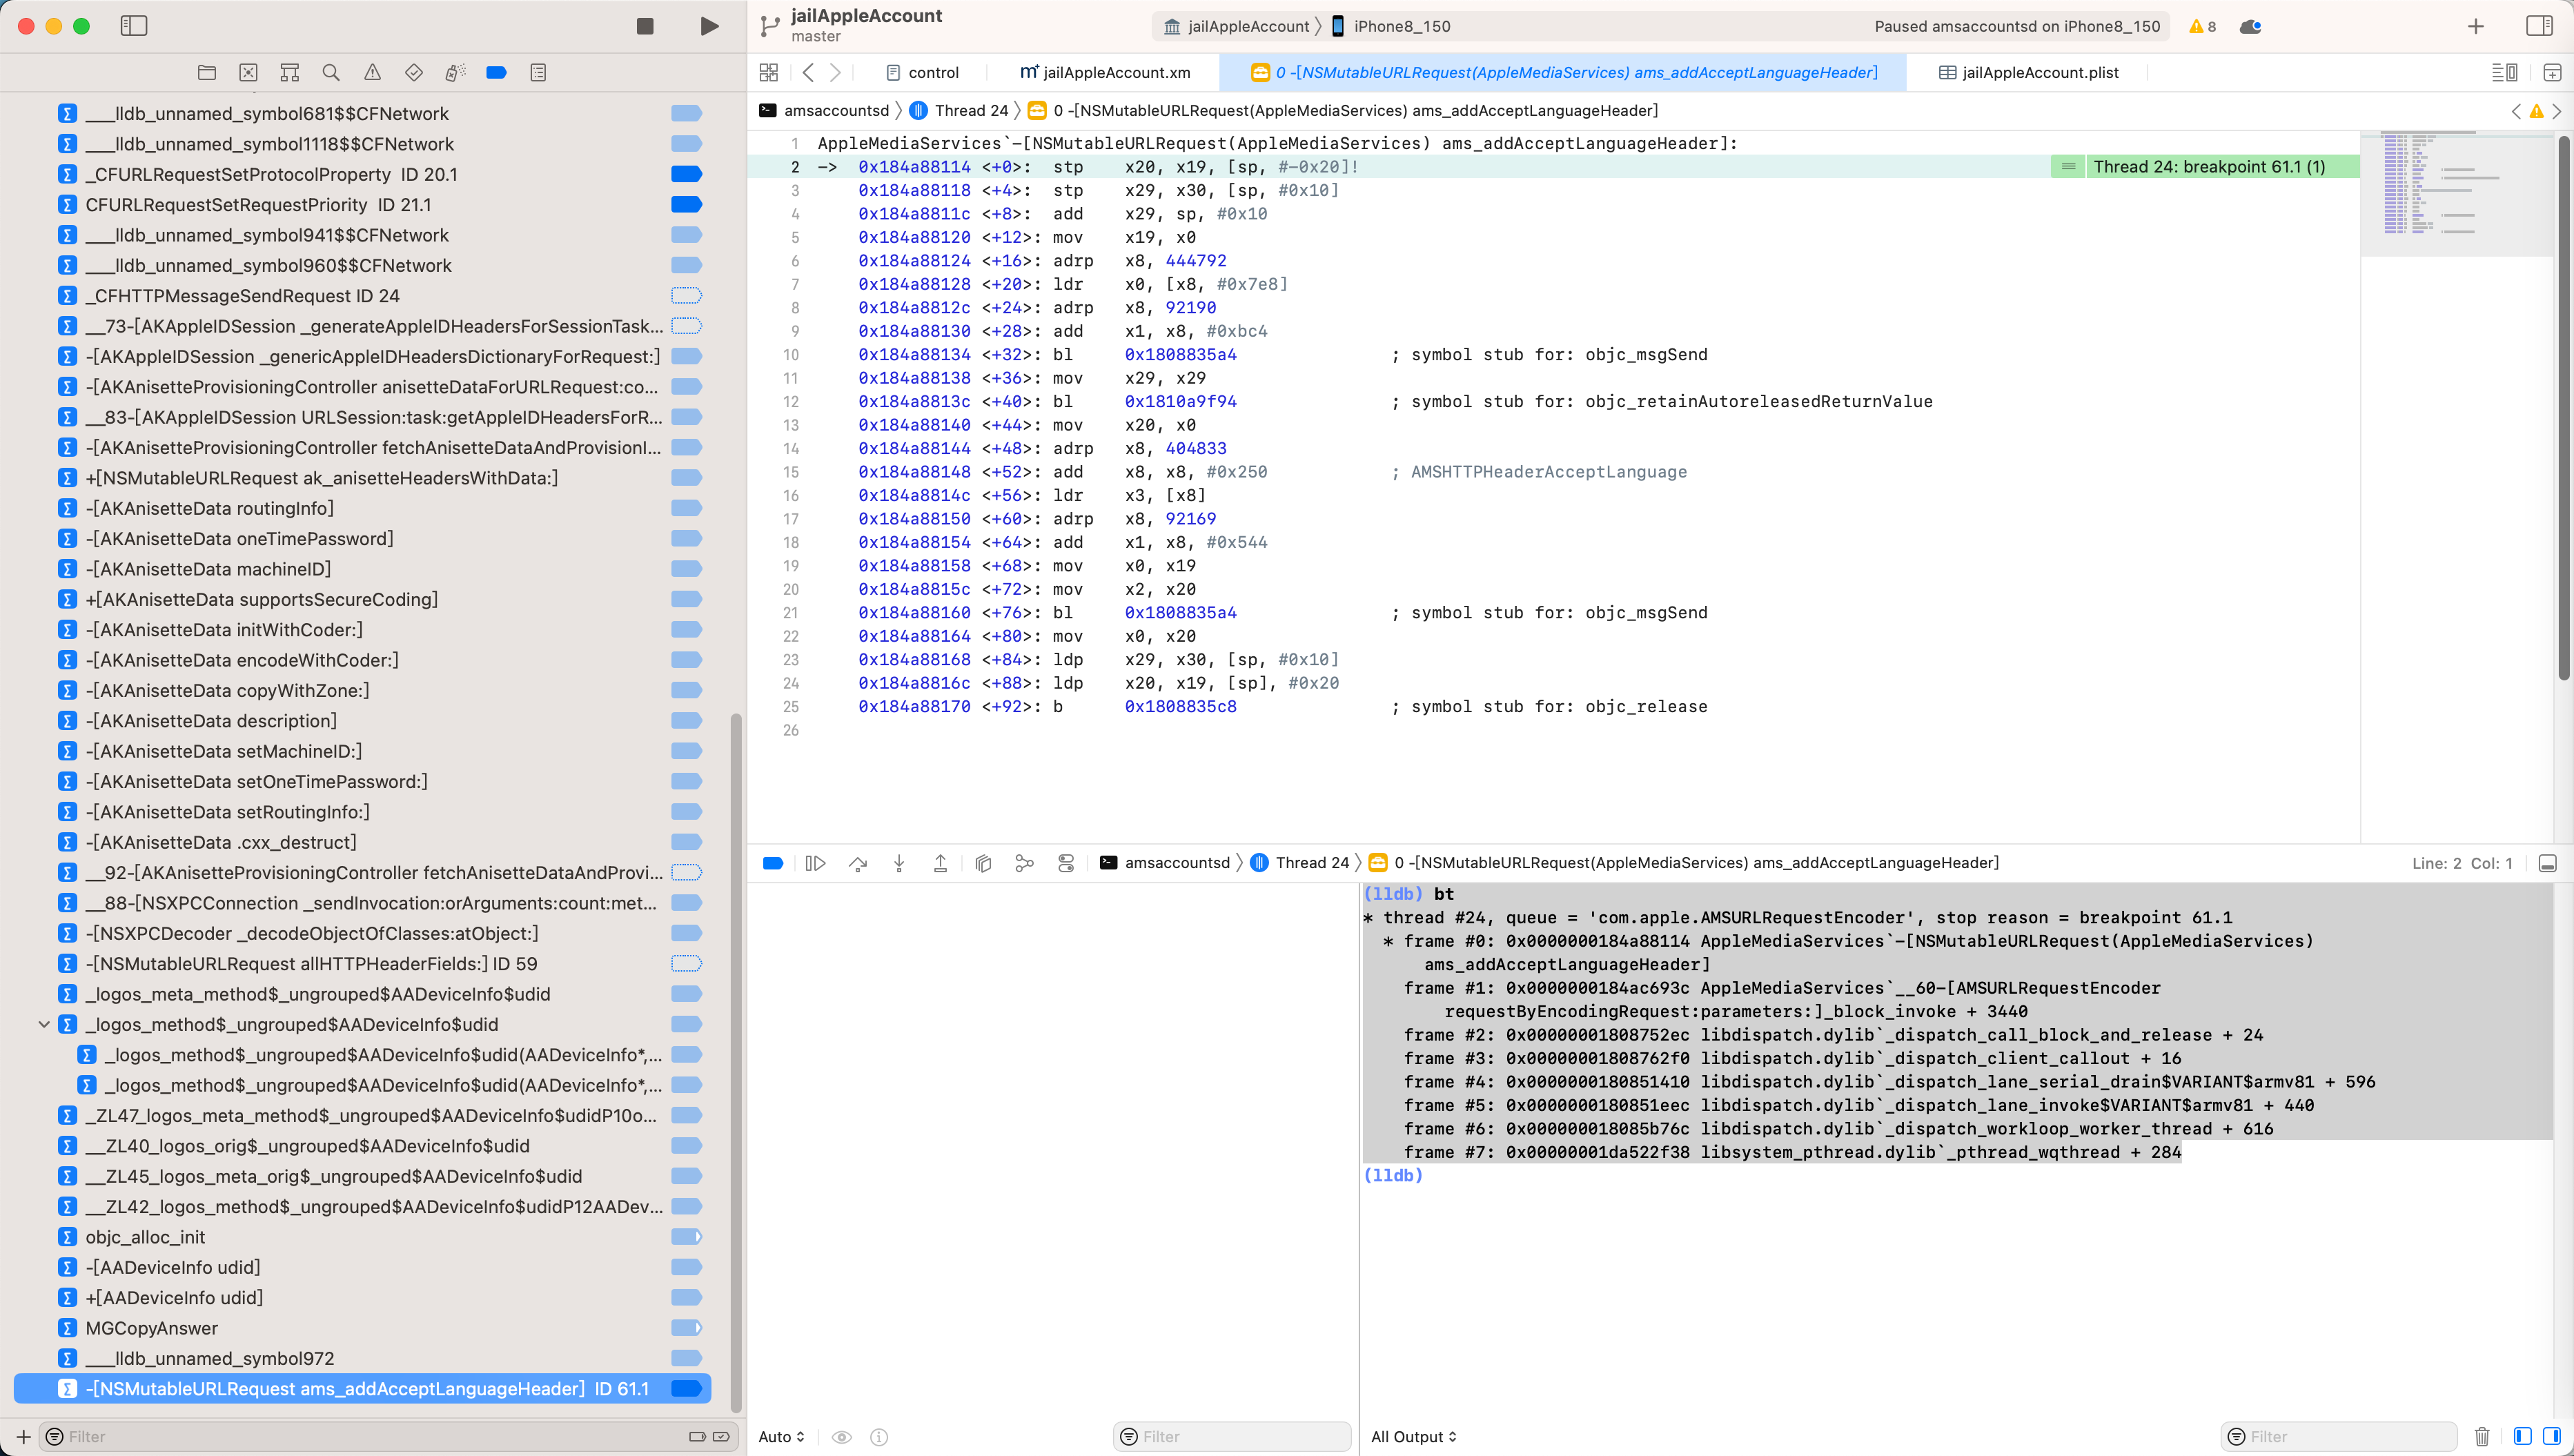 jailAppleAccount
master
jailAppleAccount 〉 iPhone8_150
Paused amsaccountsd on iPhone8_150
8
control
jailAppleAccount.xm
0 -[NSMutableURLRequest(AppleMediaServices) ams_addAcceptLanguageHeader]
jailAppleAccount.plist
amsaccountsd 〉 Thread 24 〉 0 -[NSMutableURLRequest(AppleMediaServices) ams_addAcceptLanguageHeader]
___lldb_unnamed_symbol681$$CFNetwork
___lldb_unnamed_symbol1118$$CFNetwork
_CFURLRequestSetProtocolProperty  ID 20.1
CFURLRequestSetRequestPriority  ID 21.1
___lldb_unnamed_symbol941$$CFNetwork
___lldb_unnamed_symbol960$$CFNetwork
_CFHTTPMessageSendRequest ID 24
__73-[AKAppleIDSession _generateAppleIDHeadersForSessionTask...
-[AKAppleIDSession _genericAppleIDHeadersDictionaryForRequest:]
-[AKAnisetteProvisioningController anisetteDataForURLRequest:co...
__83-[AKAppleIDSession URLSession:task:getAppleIDHeadersForR...
-[AKAnisetteProvisioningController fetchAnisetteDataAndProvisionI...
+[NSMutableURLRequest ak_anisetteHeadersWithData:]
-[AKAnisetteData routingInfo]
-[AKAnisetteData oneTimePassword]
-[AKAnisetteData machineID]
+[AKAnisetteData supportsSecureCoding]
-[AKAnisetteData initWithCoder:]
-[AKAnisetteData encodeWithCoder:]
-[AKAnisetteData copyWithZone:]
-[AKAnisetteData description]
-[AKAnisetteData setMachineID:]
-[AKAnisetteData setOneTimePassword:]
-[AKAnisetteData setRoutingInfo:]
-[AKAnisetteData .cxx_destruct]
__92-[AKAnisetteProvisioningController fetchAnisetteDataAndProvi...
__88-[NSXPCConnection _sendInvocation:orArguments:count:met...
-[NSXPCDecoder _decodeObjectOfClasses:atObject:]
-[NSMutableURLRequest allHTTPHeaderFields:] ID 59
_logos_meta_method$_ungrouped$AADeviceInfo$udid
_logos_method$_ungrouped$AADeviceInfo$udid
_logos_method$_ungrouped$AADeviceInfo$udid(AADeviceInfo*,...
_logos_method$_ungrouped$AADeviceInfo$udid(AADeviceInfo*,...
_ZL47_logos_meta_method$_ungrouped$AADeviceInfo$udidP10o...
__ZL40_logos_orig$_ungrouped$AADeviceInfo$udid
__ZL45_logos_meta_orig$_ungrouped$AADeviceInfo$udid
__ZL42_logos_method$_ungrouped$AADeviceInfo$udidP12AADev...
objc_alloc_init
-[AADeviceInfo udid]
+[AADeviceInfo udid]
MGCopyAnswer
___lldb_unnamed_symbol972
-[NSMutableURLRequest ams_addAcceptLanguageHeader]  ID 61.1
Filter
1 AppleMediaServices`-[NSMutableURLRequest(AppleMediaServices) ams_addAcceptLanguageHeader]:
2 -> 0x184a88114 <+0>: stp x20, x19, [sp, #-0x20]! Thread 24: breakpoint 61.1 (1)
3 0x184a88118 <+4>: stp x29, x30, [sp, #0x10]
4 0x184a8811c <+8>: add x29, sp, #0x10
5 0x184a88120 <+12>: mov x19, x0
6 0x184a88124 <+16>: adrp x8, 444792
7 0x184a88128 <+20>: ldr x0, [x8, #0x7e8]
8 0x184a8812c <+24>: adrp x8, 92190
9 0x184a88130 <+28>: add x1, x8, #0xbc4
10 0x184a88134 <+32>: bl 0x1808835a4 ; symbol stub for: objc_msgSend
11 0x184a88138 <+36>: mov x29, x29
12 0x184a8813c <+40>: bl 0x1810a9f94 ; symbol stub for: objc_retainAutoreleasedReturnValue
13 0x184a88140 <+44>: mov x20, x0
14 0x184a88144 <+48>: adrp x8, 404833
15 0x184a88148 <+52>: add x8, x8, #0x250 ; AMSHTTPHeaderAcceptLanguage
16 0x184a8814c <+56>: ldr x3, [x8]
17 0x184a88150 <+60>: adrp x8, 92169
18 0x184a88154 <+64>: add x1, x8, #0x544
19 0x184a88158 <+68>: mov x0, x19
20 0x184a8815c <+72>: mov x2, x20
21 0x184a88160 <+76>: bl 0x1808835a4 ; symbol stub for: objc_msgSend
22 0x184a88164 <+80>: mov x0, x20
23 0x184a88168 <+84>: ldp x29, x30, [sp, #0x10]
24 0x184a8816c <+88>: ldp x20, x19, [sp], #0x20
25 0x184a88170 <+92>: b 0x1808835c8 ; symbol stub for: objc_release
26
amsaccountsd 〉 Thread 24 〉 0 -[NSMutableURLRequest(AppleMediaServices) ams_addAcceptLanguageHeader]
Line: 2  Col: 1
(lldb) bt
* thread #24, queue = 'com.apple.AMSURLRequestEncoder', stop reason = breakpoint 61.1
* frame #0: 0x0000000184a88114 AppleMediaServices`-[NSMutableURLRequest(AppleMediaServices)
ams_addAcceptLanguageHeader]
frame #1: 0x0000000184ac693c AppleMediaServices`__60-[AMSURLRequestEncoder
requestByEncodingRequest:parameters:]_block_invoke + 3440
frame #2: 0x00000001808752ec libdispatch.dylib`_dispatch_call_block_and_release + 24
frame #3: 0x00000001808762f0 libdispatch.dylib`_dispatch_client_callout + 16
frame #4: 0x0000000180851410 libdispatch.dylib`_dispatch_lane_serial_drain$VARIANT$armv81 + 596
frame #5: 0x0000000180851eec libdispatch.dylib`_dispatch_lane_invoke$VARIANT$armv81 + 440
frame #6: 0x000000018085b76c libdispatch.dylib`_dispatch_workloop_worker_thread + 616
frame #7: 0x00000001da522f38 libsystem_pthread.dylib`_pthread_wqthread + 284
(lldb)
Auto
Filter
All Output
Filter